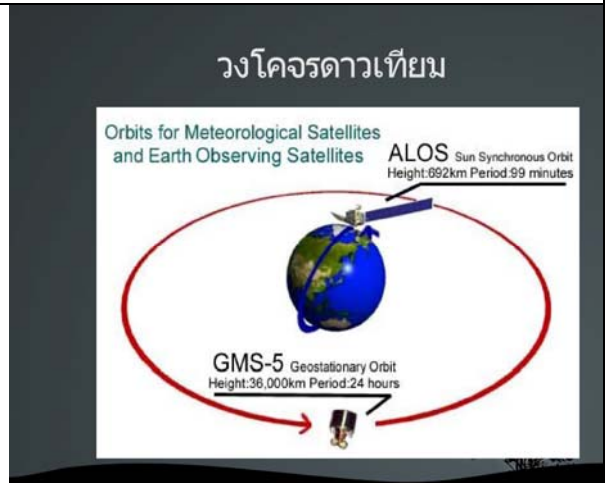 วงโคจรดาวเทียม
Orbits for Meteorological Satellites
and Earth Observing Satellites
ALOS Sun Synchronous Orbit
Height:692km Period:99 minutes
GMS-5 Geostationary Orbit
Height:36,000km Period:24 hours